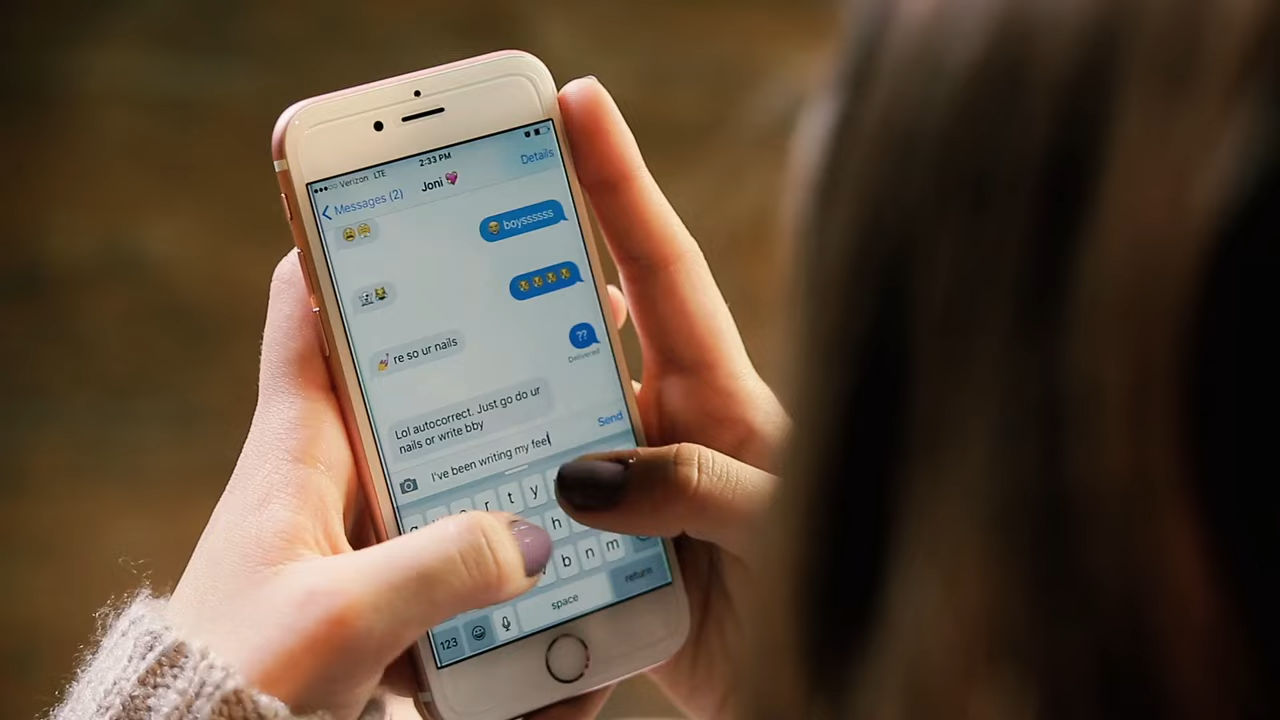 Verizon LTE
2:33 PM
Messages (2)
Joni 💘
Details
boyssssss
??
Delivered
re so ur nails
Lol autocorrect. Just go do ur
nails or write bby
I've been writing my feel
Send
r t y
h
b n m
123
space
return